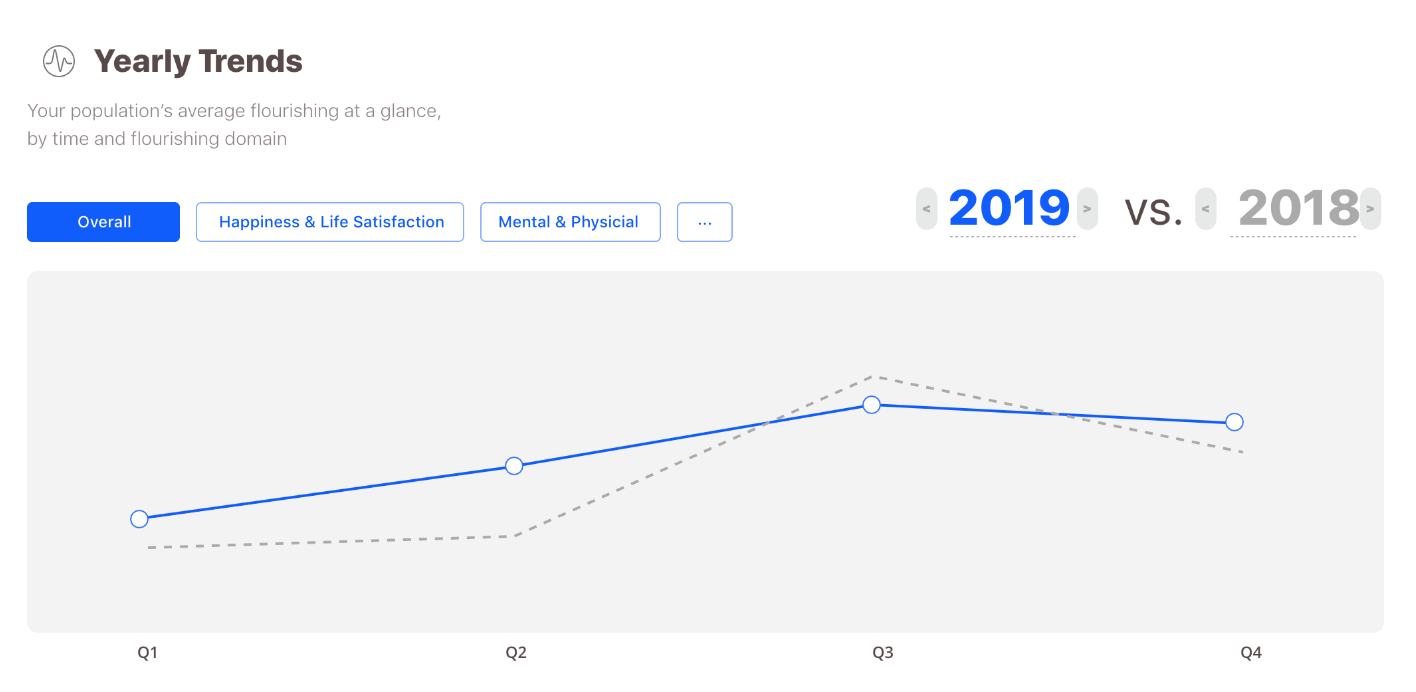 Yearly Trends
Your population’s average flourishing at a glance,
by time and flourishing domain
Overall
Happiness & Life Satisfaction
Mental & Physicial
...
< 2019 > vs. < 2018 >
Q1
Q2
Q3
Q4